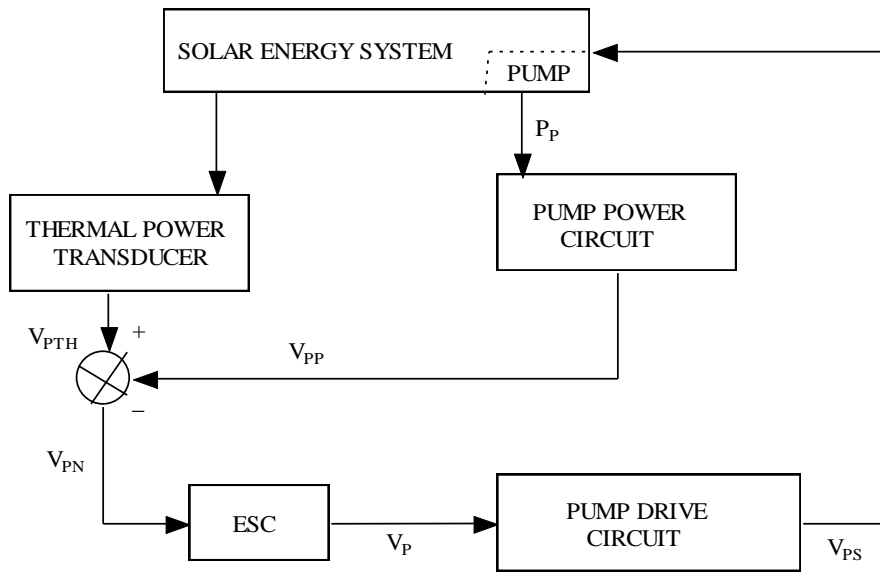 SOLAR ENERGY SYSTEM
PUMP
P_P
THERMAL POWER
TRANSDUCER
PUMP POWER
CIRCUIT
V_PTH
+
V_PP
−
V_PN
ESC
V_P
PUMP DRIVE
CIRCUIT
V_PS